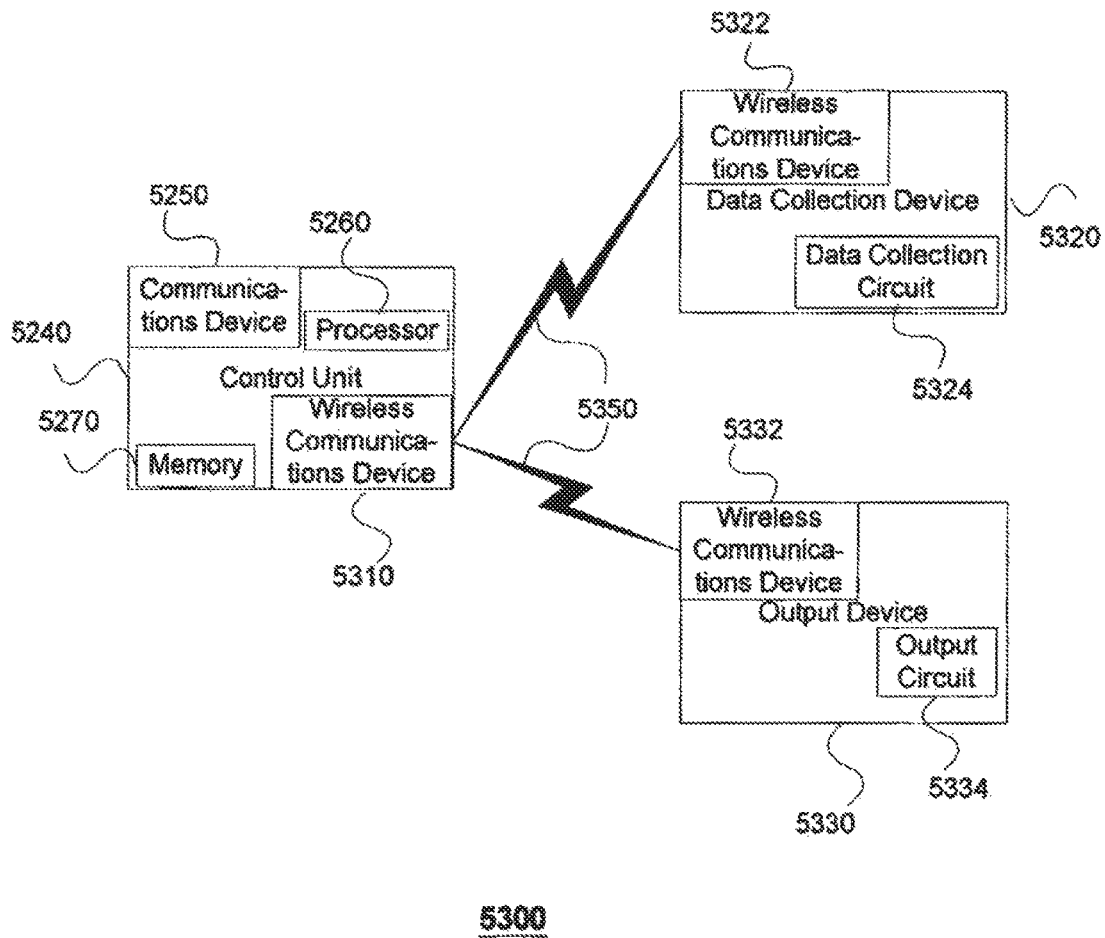 5322
Wireless
Communica-
tions Device
Data Collection Device
5320
Data Collection
Circuit
5324
5250
5260
Communica-
tions Device
Processor
5240
Control Unit
5270
Wireless
Communica-
tions Device
Memory
5310
5350
5332
Wireless
Communica-
tions Device
Output Device
Output
Circuit
5334
5330
5300